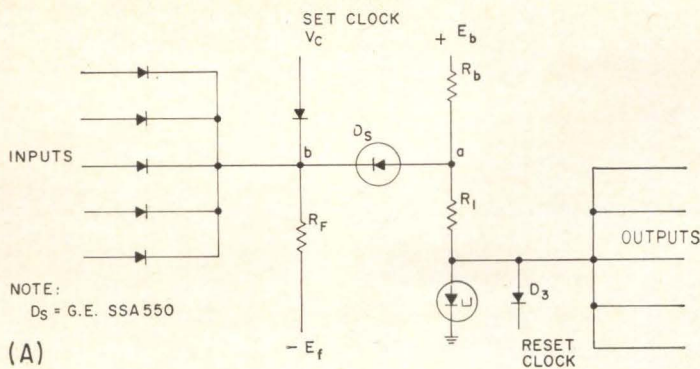 SET CLOCK
V_C
+ E_b
R_b
D_S
INPUTS
b
a
R_F
R_1
OUTPUTS
NOTE:
D_S = G.E. SSA550
D_3
- E_f
RESET
CLOCK
(A)